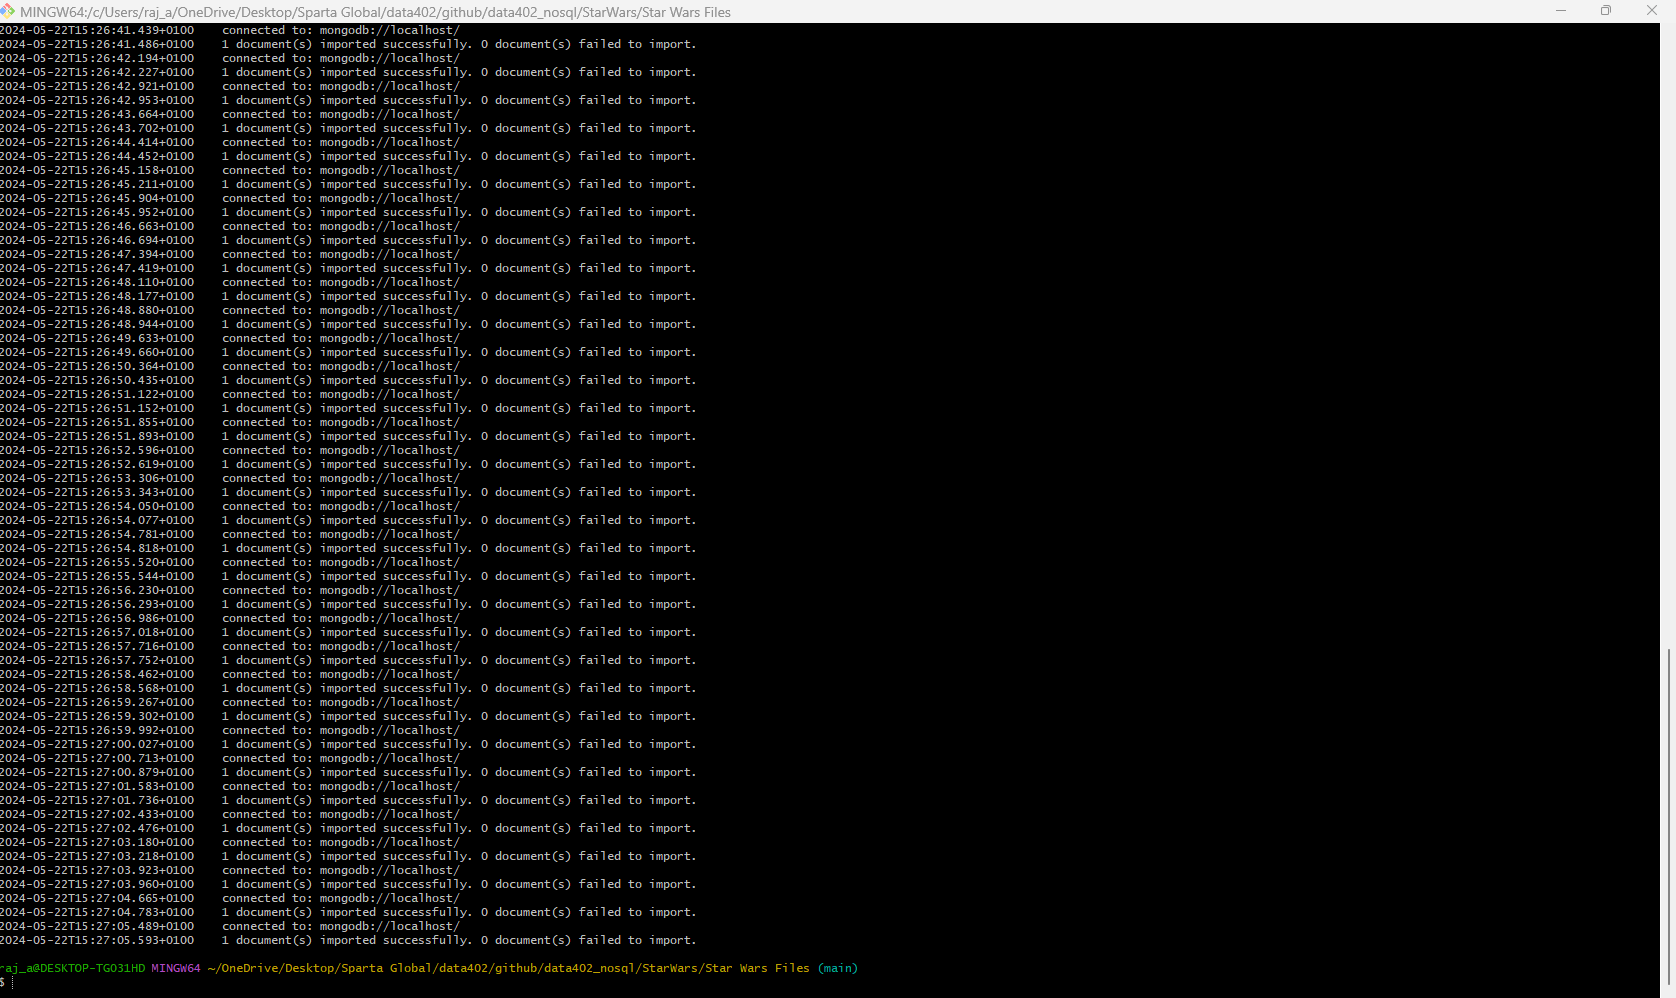 MINGW64:/c/Users/raj_a/OneDrive/Desktop/Sparta Global/data402/github/data402_nosql/StarWars/Star Wars Files
2024-05-22T15:26:41.439+0100 connected to: mongodb://localhost/
2024-05-22T15:26:41.486+0100 1 document(s) imported successfully. 0 document(s) failed to import.
2024-05-22T15:26:42.194+0100 connected to: mongodb://localhost/
2024-05-22T15:26:42.227+0100 1 document(s) imported successfully. 0 document(s) failed to import.
2024-05-22T15:26:42.921+0100 connected to: mongodb://localhost/
2024-05-22T15:26:42.953+0100 1 document(s) imported successfully. 0 document(s) failed to import.
2024-05-22T15:26:43.664+0100 connected to: mongodb://localhost/
2024-05-22T15:26:43.702+0100 1 document(s) imported successfully. 0 document(s) failed to import.
2024-05-22T15:26:44.414+0100 connected to: mongodb://localhost/
2024-05-22T15:26:44.452+0100 1 document(s) imported successfully. 0 document(s) failed to import.
2024-05-22T15:26:45.158+0100 connected to: mongodb://localhost/
2024-05-22T15:26:45.211+0100 1 document(s) imported successfully. 0 document(s) failed to import.
2024-05-22T15:26:45.904+0100 connected to: mongodb://localhost/
2024-05-22T15:26:45.952+0100 1 document(s) imported successfully. 0 document(s) failed to import.
2024-05-22T15:26:46.663+0100 connected to: mongodb://localhost/
2024-05-22T15:26:46.694+0100 1 document(s) imported successfully. 0 document(s) failed to import.
2024-05-22T15:26:47.394+0100 connected to: mongodb://localhost/
2024-05-22T15:26:47.419+0100 1 document(s) imported successfully. 0 document(s) failed to import.
2024-05-22T15:26:48.110+0100 connected to: mongodb://localhost/
2024-05-22T15:26:48.177+0100 1 document(s) imported successfully. 0 document(s) failed to import.
2024-05-22T15:26:48.880+0100 connected to: mongodb://localhost/
2024-05-22T15:26:48.944+0100 1 document(s) imported successfully. 0 document(s) failed to import.
2024-05-22T15:26:49.633+0100 connected to: mongodb://localhost/
2024-05-22T15:26:49.660+0100 1 document(s) imported successfully. 0 document(s) failed to import.
2024-05-22T15:26:50.364+0100 connected to: mongodb://localhost/
2024-05-22T15:26:50.435+0100 1 document(s) imported successfully. 0 document(s) failed to import.
2024-05-22T15:26:51.122+0100 connected to: mongodb://localhost/
2024-05-22T15:26:51.152+0100 1 document(s) imported successfully. 0 document(s) failed to import.
2024-05-22T15:26:51.855+0100 connected to: mongodb://localhost/
2024-05-22T15:26:51.893+0100 1 document(s) imported successfully. 0 document(s) failed to import.
2024-05-22T15:26:52.596+0100 connected to: mongodb://localhost/
2024-05-22T15:26:52.619+0100 1 document(s) imported successfully. 0 document(s) failed to import.
2024-05-22T15:26:53.306+0100 connected to: mongodb://localhost/
2024-05-22T15:26:53.343+0100 1 document(s) imported successfully. 0 document(s) failed to import.
2024-05-22T15:26:54.050+0100 connected to: mongodb://localhost/
2024-05-22T15:26:54.077+0100 1 document(s) imported successfully. 0 document(s) failed to import.
2024-05-22T15:26:54.781+0100 connected to: mongodb://localhost/
2024-05-22T15:26:54.818+0100 1 document(s) imported successfully. 0 document(s) failed to import.
2024-05-22T15:26:55.520+0100 connected to: mongodb://localhost/
2024-05-22T15:26:55.544+0100 1 document(s) imported successfully. 0 document(s) failed to import.
2024-05-22T15:26:56.230+0100 connected to: mongodb://localhost/
2024-05-22T15:26:56.293+0100 1 document(s) imported successfully. 0 document(s) failed to import.
2024-05-22T15:26:56.986+0100 connected to: mongodb://localhost/
2024-05-22T15:26:57.018+0100 1 document(s) imported successfully. 0 document(s) failed to import.
2024-05-22T15:26:57.716+0100 connected to: mongodb://localhost/
2024-05-22T15:26:57.752+0100 1 document(s) imported successfully. 0 document(s) failed to import.
2024-05-22T15:26:58.462+0100 connected to: mongodb://localhost/
2024-05-22T15:26:58.568+0100 1 document(s) imported successfully. 0 document(s) failed to import.
2024-05-22T15:26:59.267+0100 connected to: mongodb://localhost/
2024-05-22T15:26:59.302+0100 1 document(s) imported successfully. 0 document(s) failed to import.
2024-05-22T15:26:59.992+0100 connected to: mongodb://localhost/
2024-05-22T15:27:00.027+0100 1 document(s) imported successfully. 0 document(s) failed to import.
2024-05-22T15:27:00.713+0100 connected to: mongodb://localhost/
2024-05-22T15:27:00.879+0100 1 document(s) imported successfully. 0 document(s) failed to import.
2024-05-22T15:27:01.583+0100 connected to: mongodb://localhost/
2024-05-22T15:27:01.736+0100 1 document(s) imported successfully. 0 document(s) failed to import.
2024-05-22T15:27:02.433+0100 connected to: mongodb://localhost/
2024-05-22T15:27:02.476+0100 1 document(s) imported successfully. 0 document(s) failed to import.
2024-05-22T15:27:03.180+0100 connected to: mongodb://localhost/
2024-05-22T15:27:03.218+0100 1 document(s) imported successfully. 0 document(s) failed to import.
2024-05-22T15:27:03.923+0100 connected to: mongodb://localhost/
2024-05-22T15:27:03.960+0100 1 document(s) imported successfully. 0 document(s) failed to import.
2024-05-22T15:27:04.665+0100 connected to: mongodb://localhost/
2024-05-22T15:27:04.783+0100 1 document(s) imported successfully. 0 document(s) failed to import.
2024-05-22T15:27:05.489+0100 connected to: mongodb://localhost/
2024-05-22T15:27:05.593+0100 1 document(s) imported successfully. 0 document(s) failed to import.
raj_a@DESKTOP-TGO31HD MINGW64 ~/OneDrive/Desktop/Sparta Global/data402/github/data402_nosql/StarWars/Star Wars Files (main)
$